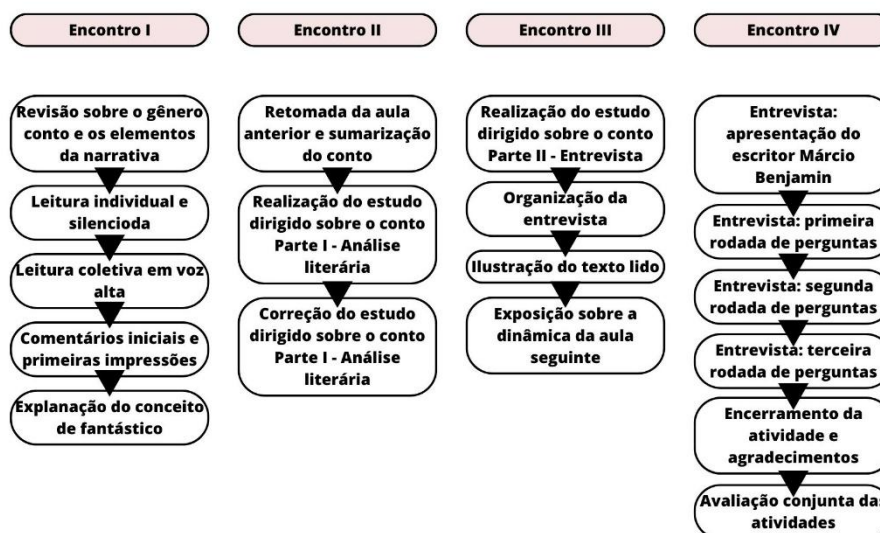 Encontro I
Revisão sobre o gênero
conto e os elementos
da narrativa
Leitura individual e
silencioda
Leitura coletiva em voz
alta
Comentários iniciais e
primeiras impressões
Explanação do conceito
de fantástico
Encontro II
Retomada da aula
anterior e sumarização
do conto
Realização do estudo
dirigido sobre o conto
Parte I - Análise
literária
Correção do estudo
dirigido sobre o conto
Parte I - Análise
literária
Encontro III
Realização do estudo
dirigido sobre o conto
Parte II - Entrevista
Organização da
entrevista
Ilustração do texto lido
Exposição sobre a
dinâmica da aula
seguinte
Encontro IV
Entrevista:
apresentação do
escritor Márcio
Benjamin
Entrevista: primeira
rodada de perguntas
Entrevista: segunda
rodada de perguntas
Entrevista: terceira
rodada de perguntas
Encerramento da
atividade e
agradecimentos
Avaliação conjunta das
atividades